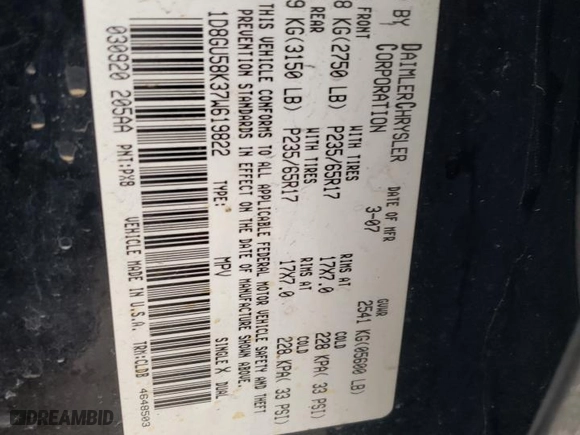 D BY DAIMLERCHRYSLER CORPORATION
DATE OF MFR 3-07
GVWR 2541 KG(05600 LB)
FRONT WITH TIRES RIMS AT COLD
8 KG(2750 LB) P235/65R17 17X7.0 228 KPA( 33 PSI)
REAR WITH TIRES RIMS AT COLD
9 KG(3150 LB) P235/65R17 17X7.0 228 KPA( 33 PSI)
THIS VEHICLE CONFORMS TO ALL APPLICABLE FEDERAL MOTOR VEHICLE SAFETY AND THEFT
PREVENTION STANDARDS IN EFFECT ON THE DATE OF MANUFACTURE SHOWN ABOVE.
1D8GU58K37W619822 TYPE: MPV SINGLE X DUAL
030920 205AA PNT:PXB VEHICLE MADE IN U.S.A. TRM:CLDB 4648503
DREAMBID